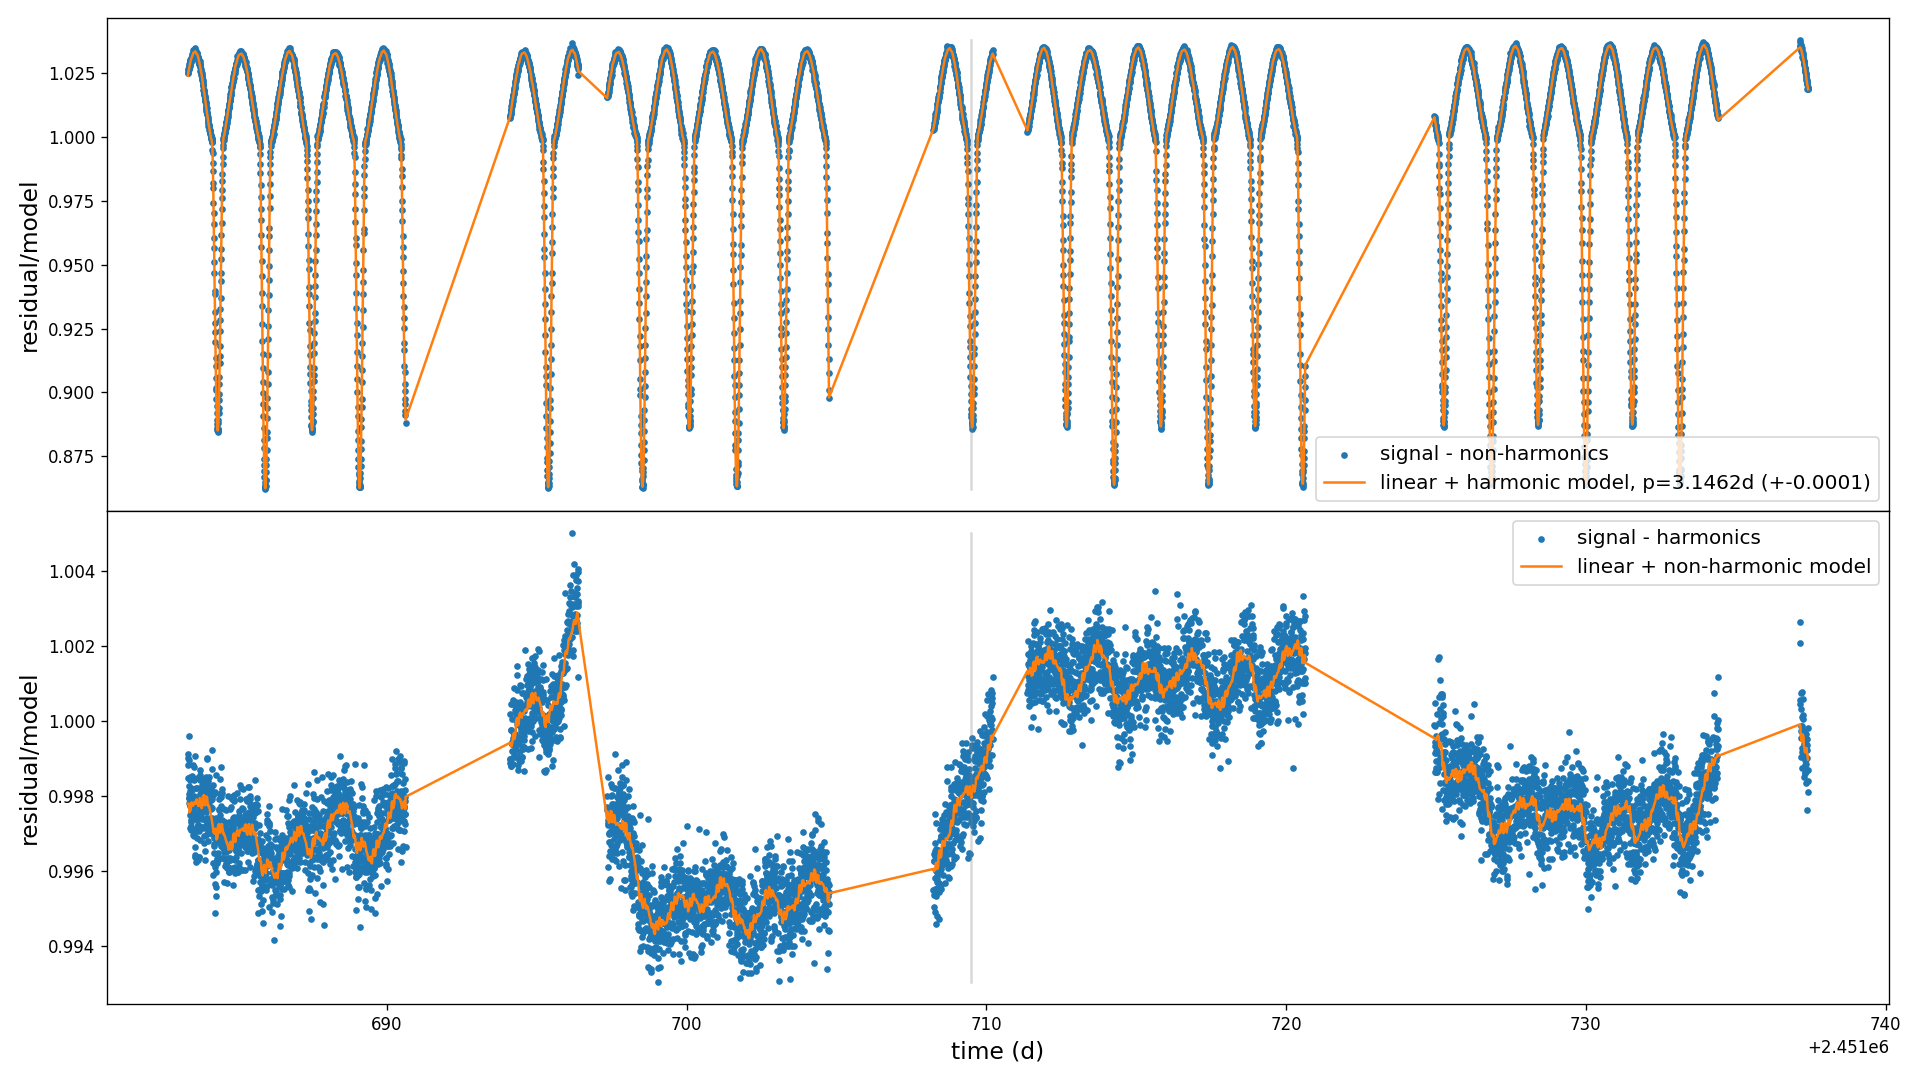 1.025
1.000
0.975
0.950
0.925
0.900
0.875
residual/model
signal - non-harmonics
linear + harmonic model, p=3.1462d (+-0.0001)
signal - harmonics
linear + non-harmonic model
1.004
1.002
1.000
0.998
0.996
0.994
residual/model
690
700
710
720
730
740
time (d)
+2.451e6